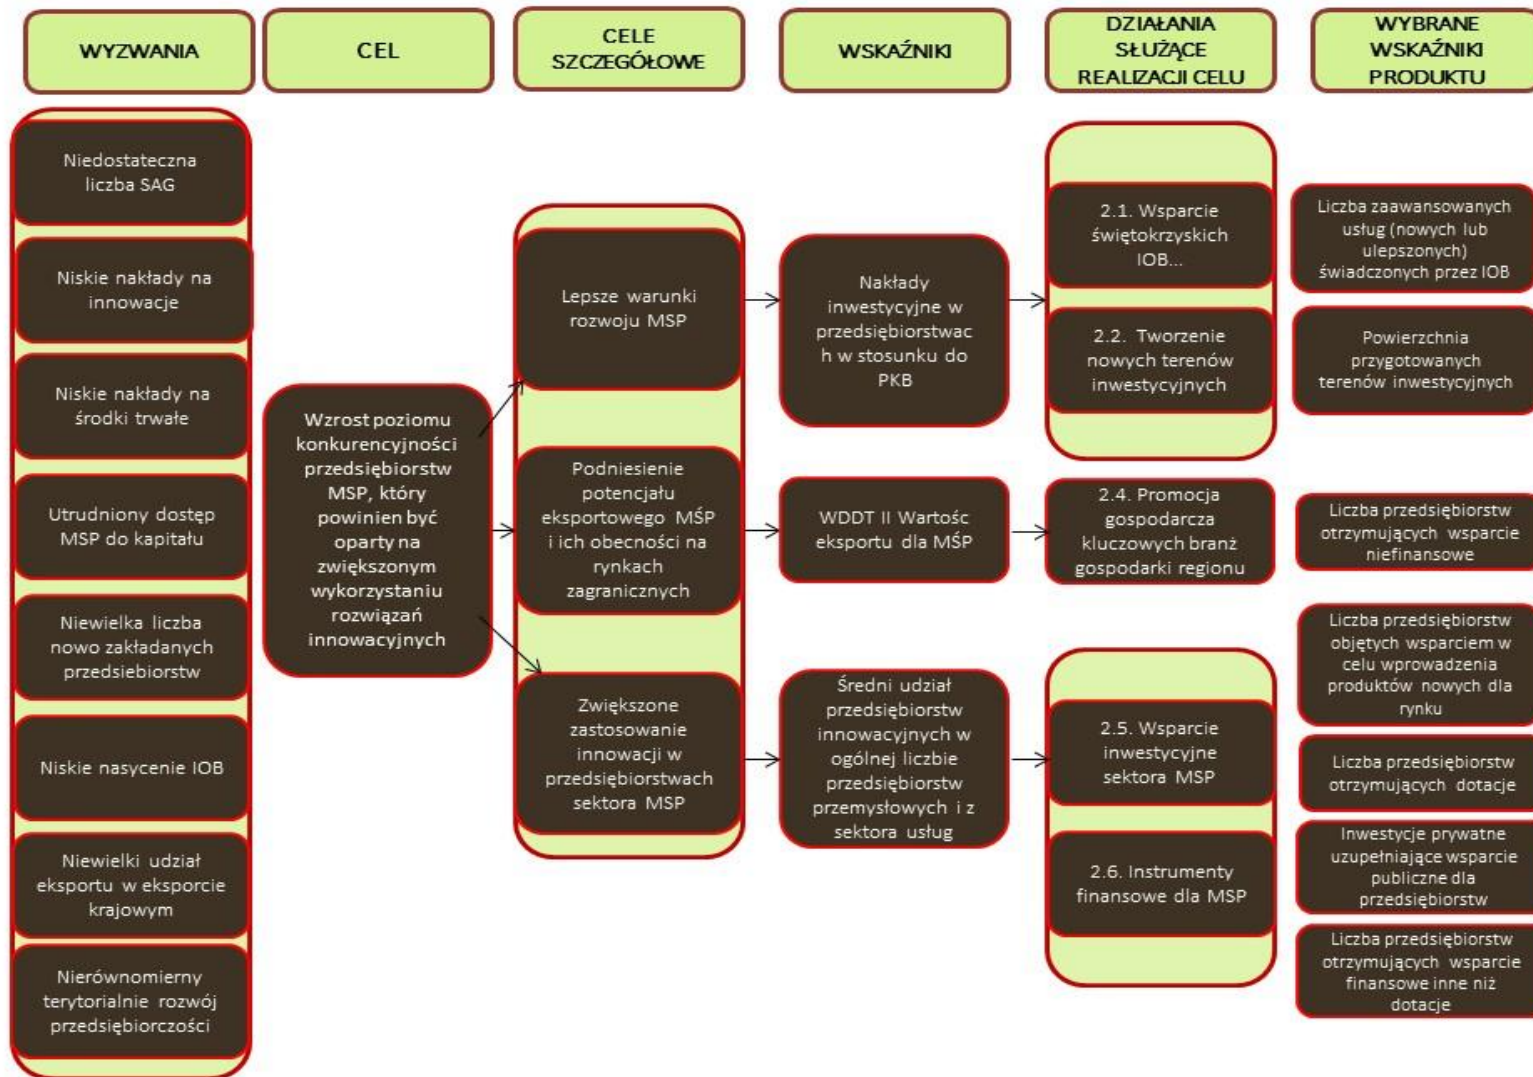 WYZWANIA
CEL
CELE
SZCZEGÓŁOWE
WSKAŹNIKI
DZIAŁANIA
SŁUŻĄCE
REALIZACJI CELU
WYBRANE
WSKAŹNIKI
PRODUKTU
Niedostateczna
liczba SAG
Niskie nakłady na
innowacje
Niskie nakłady na
środki trwałe
Utrudniony dostęp
MSP do kapitału
Niewielka liczba
nowo zakładanych
przedsiebiorstw
Niskie nasycenie IOB
Niewielki udział
eksportu w eksporcie
krajowym
Nierównomierny
terytorialnie rozwój
przedsiębiorczości
Wzrost poziomu
konkurencyjności
przedsiębiorstw
MSP, który
powinien być
oparty na
zwiększonym
wykorzystaniu
rozwiązań
innowacyjnych
Lepsze warunki
rozwoju MSP
Podniesienie
potencjału
eksportowego MŚP
i ich obecności na
rynkach
zagranicznych
Zwiększone
zastosowanie
innowacji w
przedsiębiorstwach
sektora MSP
Nakłady
inwestycyjne w
przedsiębiorstwac
h w stosunku do
PKB
WDDT II Wartośc
eksportu dla MŚP
Średni udział
przedsiębiorstw
innowacyjnych w
ogólnej liczbie
przedsiębiorstw
przemysłowych i z
sektora usług
2.1. Wsparcie
świętokrzyskich
IOB...
2.2. Tworzenie
nowych terenów
inwestycyjnych
2.4. Promocja
gospodarcza
kluczowych branż
gospodarki regionu
2.5. Wsparcie
inwestycyjne
sektora MSP
2.6. Instrumenty
finansowe dla MSP
Liczba zaawansowanych
usług (nowych lub
ulepszonych)
świadczonych przez IOB
Powierzchnia
przygotowanych
terenów inwestycyjnych
Liczba przedsiębiorstw
otrzymujących wsparcie
niefinansowe
Liczba przedsiębiorstw
objętych wsparciem w
celu wprowadzenia
produktów nowych dla
rynku
Liczba przedsiębiorstw
otrzymujących dotacje
Inwestycje prywatne
uzupełniające wsparcie
publiczne dla
przedsiębiorstw
Liczba przedsiębiorstw
otrzymujących wsparcie
finansowe inne niż
dotacje